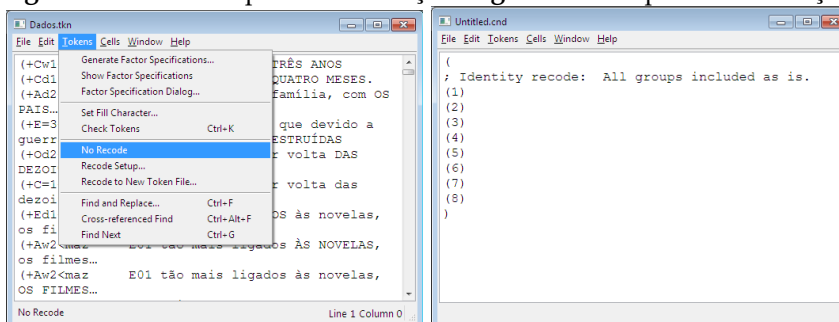 Dados.tkn
File Edit Tokens Cells Window Help
(+Cw1 TRÊS ANOS
(+Cd1 QUATRO MESES.
(+Ad2 família, com OS
PAIS…
(+E=3 que devido a
guerr ESTRUÍDAS
(+Od2 r volta DAS
DEZOI
(+C=1 r volta das
dezoi
(+Ed1 OS às novelas,
os fi
(+Aw2<maz E01 tão mais ligados ÀS NOVELAS,
os filmes…
(+Aw2<maz E01 tão mais ligados às novelas,
OS FILMES…
Generate Factor Specifications...
Show Factor Specifications
Factor Specification Dialog...
Set Fill Character...
Check Tokens Ctrl+K
No Recode
Recode Setup...
Recode to New Token File...
Find and Replace... Ctrl+F
Cross-referenced Find Ctrl+Alt+F
Find Next Ctrl+G
No Recode Line 1 Column 0
Untitled.cnd
File Edit Tokens Cells Window Help
(
; Identity recode: All groups included as is.
(1)
(2)
(3)
(4)
(5)
(6)
(7)
(8)
)